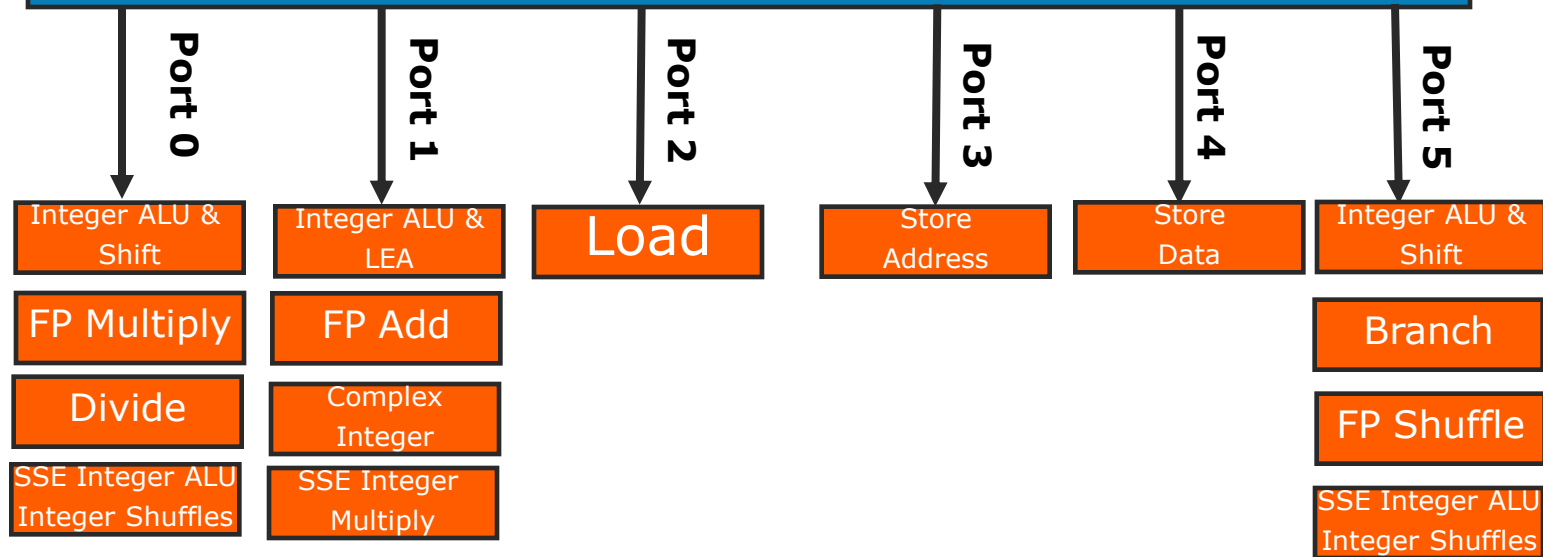 Port 0
Port 1
Port 2
Port 3
Port 4
Port 5
Integer ALU &
Shift
Integer ALU &
LEA
Load
Store
Address
Store
Data
Integer ALU &
Shift
FP Multiply
FP Add
Branch
Divide
Complex
Integer
FP Shuffle
SSE Integer ALU
Integer Shuffles
SSE Integer
Multiply
SSE Integer ALU
Integer Shuffles